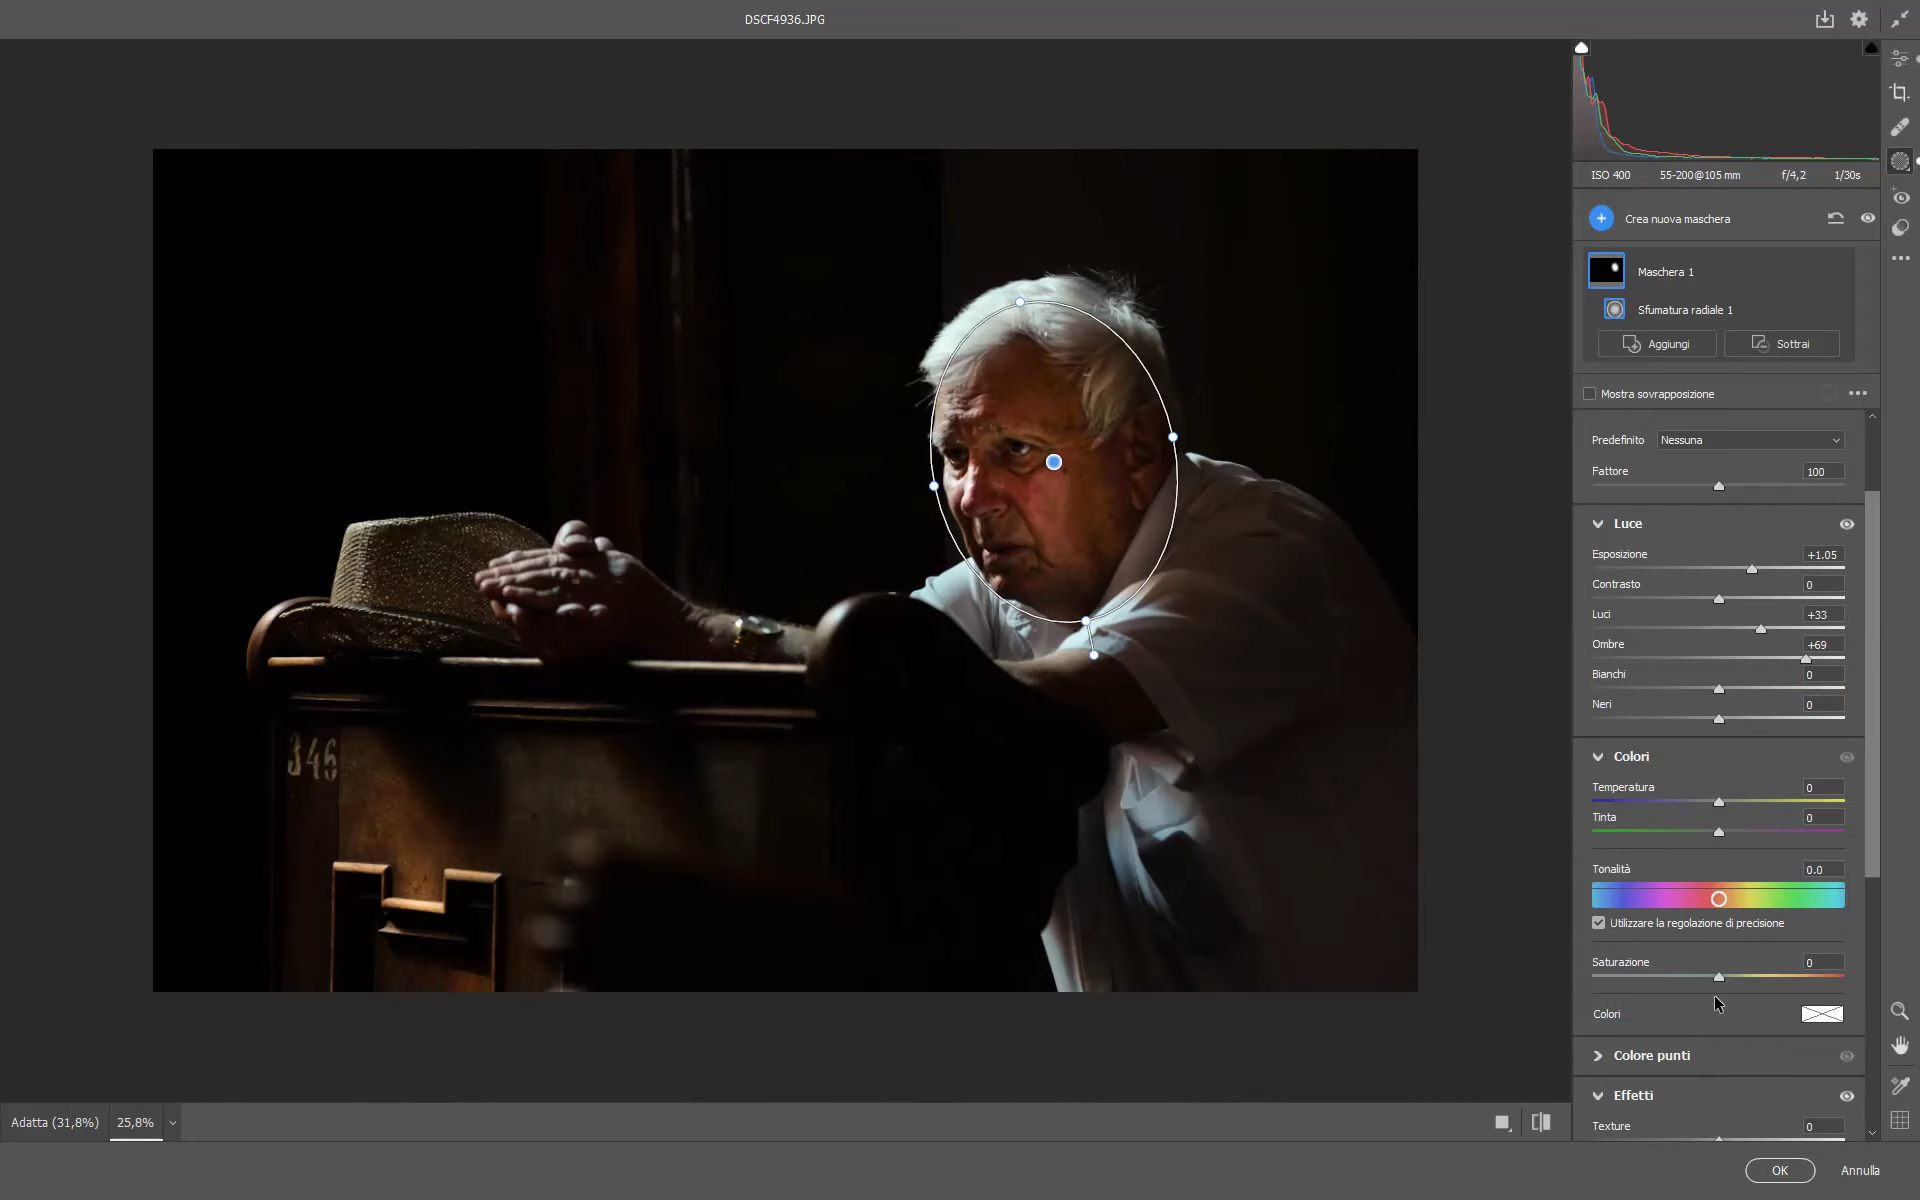 DSCF4936.JPG
ISO 400 55-200@105 mm f/4,2 1/30s
Crea nuova maschera
Maschera 1
Sfumatura radiale 1
Aggiungi Sottrai
Mostra sovrapposizione
Predefinito Nessuna
Fattore 100
Luce
Esposizione +1.05
Contrasto 0
Luci +33
Ombre +69
Bianchi 0
Neri 0
Colori
Temperatura 0
Tinta 0
Tonalità 0.0
Utilizzare la regolazione di precisione
Saturazione 0
Colori
Colore punti
Effetti
Texture 0
346
Adatta (31,8%) 25,8%
OK Annulla